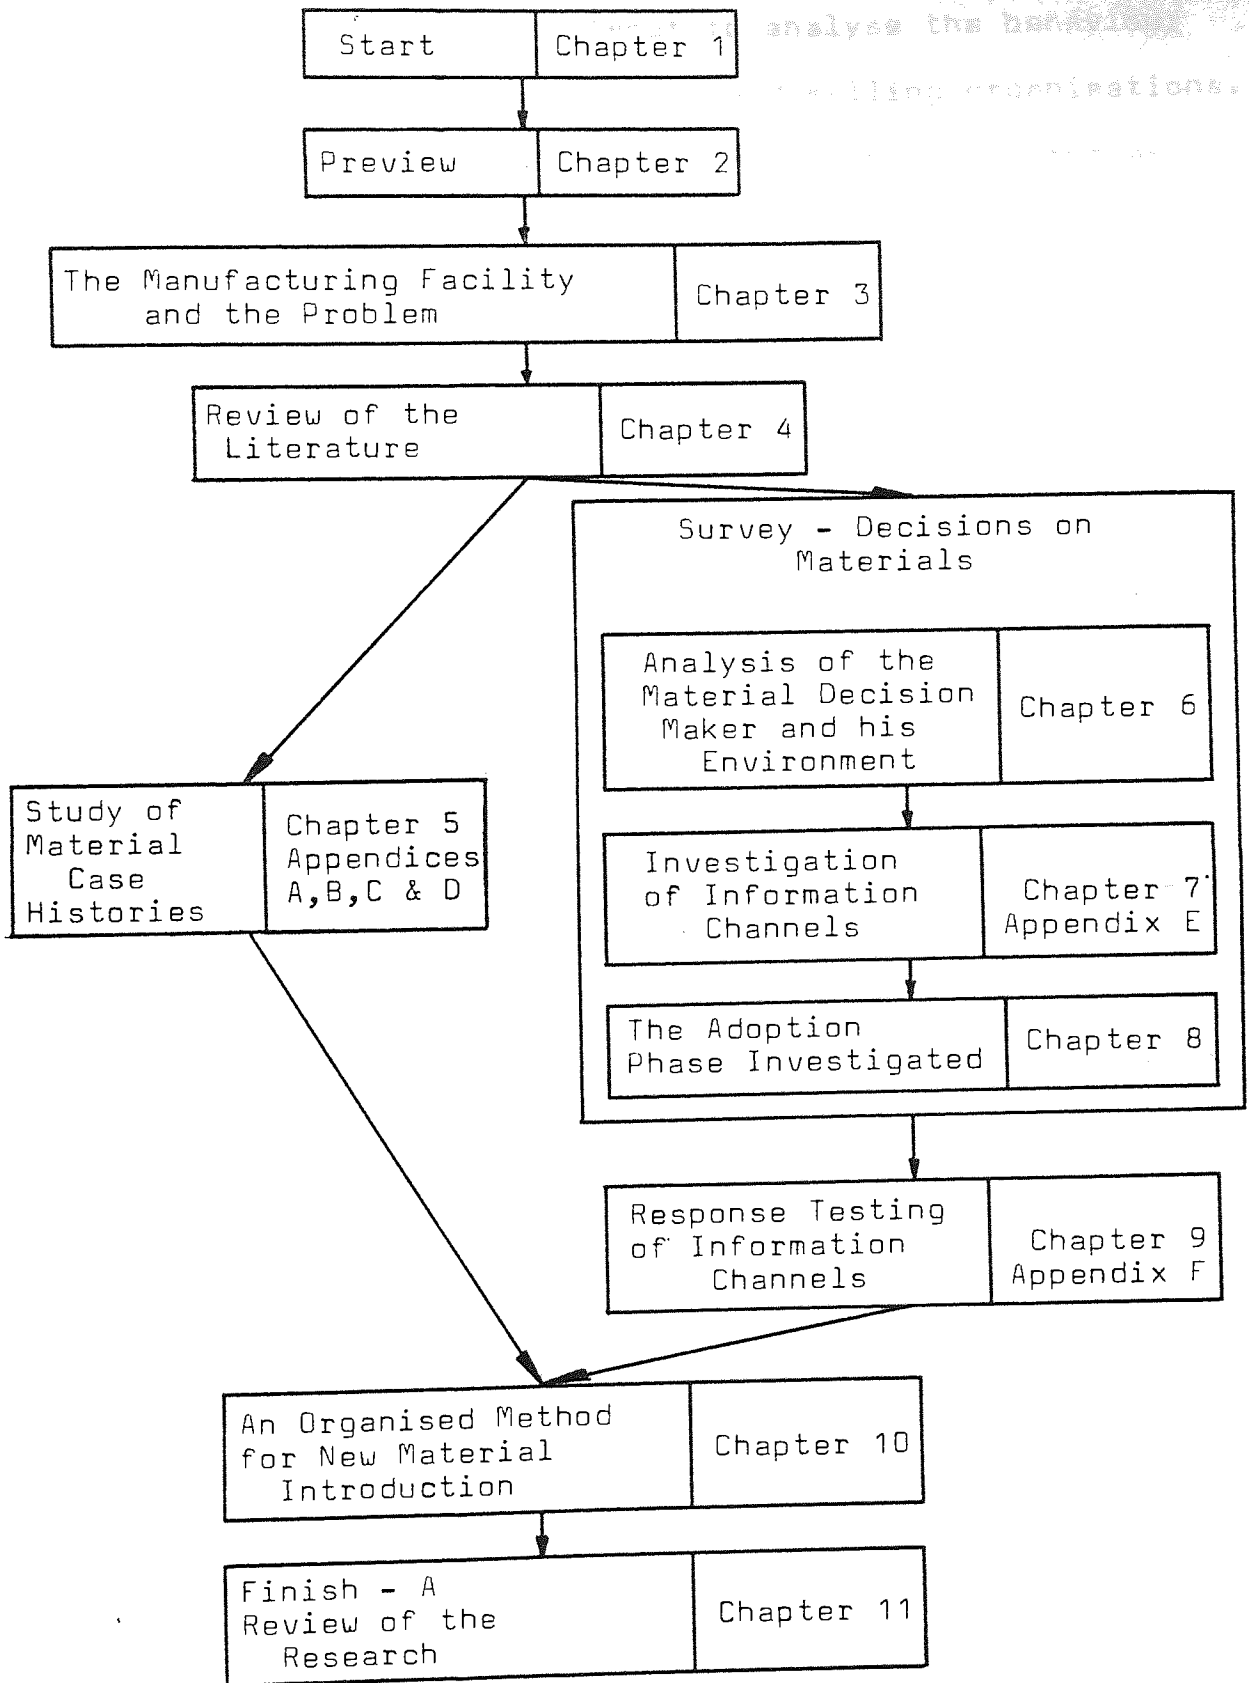 to analyse the behaviour
organisations.
Start
Chapter 1
Preview
Chapter 2
The Manufacturing Facility
and the Problem
Chapter 3
Review of the
Literature
Chapter 4
Survey - Decisions on
Materials
Analysis of the
Material Decision
Maker and his
Environment
Chapter 6
Study of
Material
Case
Histories
Chapter 5
Appendices
A,B,C & D
Investigation
of Information
Channels
Chapter 7
Appendix E
The Adoption
Phase Investigated
Chapter 8
Response Testing
of Information
Channels
Chapter 9
Appendix F
An Organised Method
for New Material
Introduction
Chapter 10
Finish - A
Review of the
Research
Chapter 11